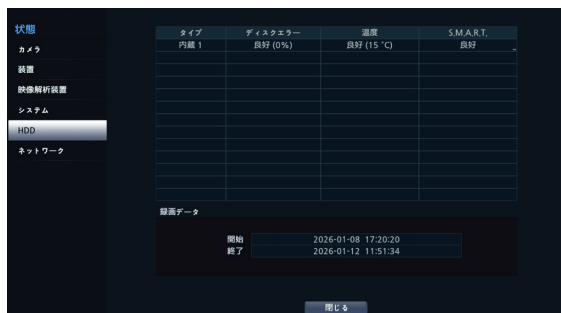 状態
カメラ
装置
映像解析装置
システム
HDD
ネットワーク
タイプ ディスクエラー 温度 S.M.A.R.T.
内蔵 1 良好 (0%) 良好 (15 °C) 良好
録画データ
開始 2026-01-08 17:20:20
終了 2026-01-12 11:51:34
閉じる